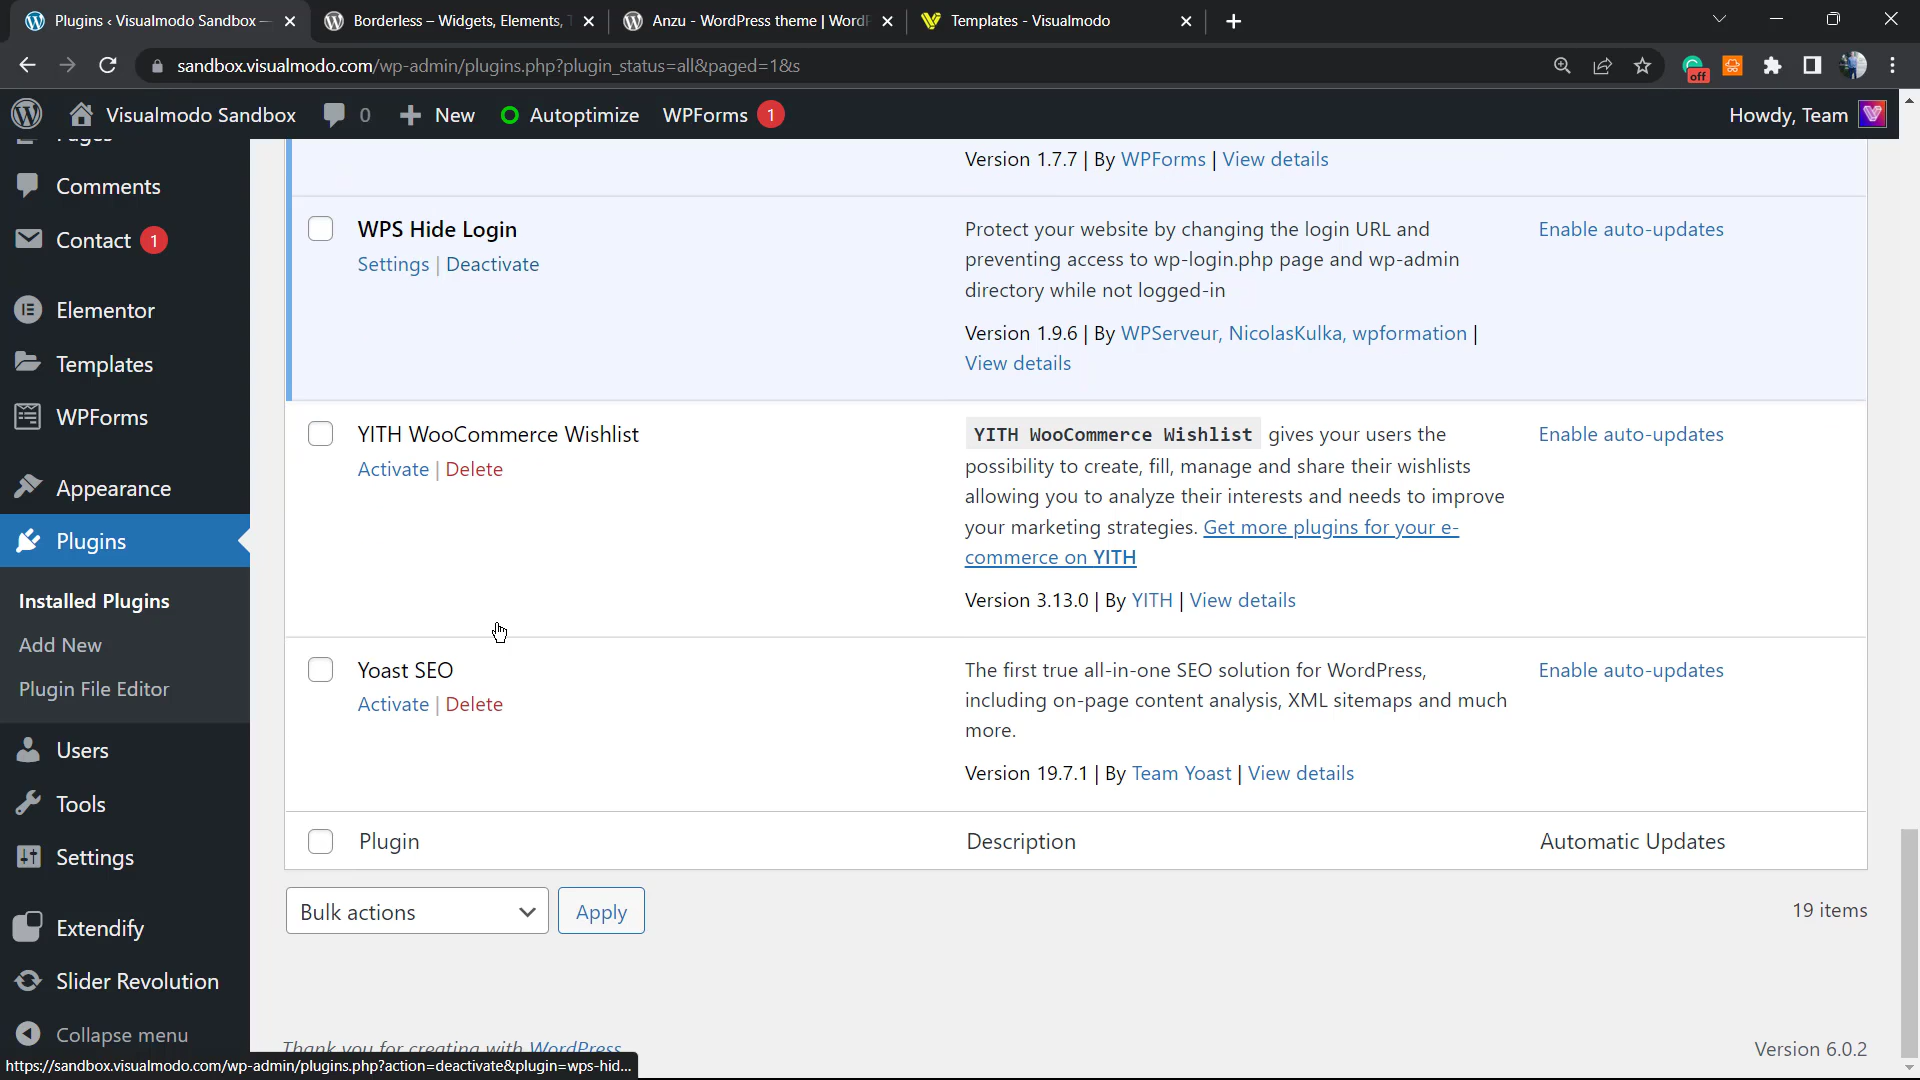 Plugins ‹ Visualmodo Sandbox —
Borderless – Widgets, Elements,
Anzu - WordPress theme | Word
Templates - Visualmodo
sandbox.visualmodo.com/wp-admin/plugins.php?plugin_status=all&paged=1&s
off
Visualmodo Sandbox
0
New
Autoptimize
WPForms
1
Howdy, Team
Pages
Comments
Contact 1
Elementor
Templates
WPForms
Appearance
Plugins
Installed Plugins
Add New
Plugin File Editor
Users
Tools
Settings
Extendify
Slider Revolution
Collapse menu
Version 1.7.7 | By WPForms | View details
WPS Hide Login
Settings | Deactivate
Protect your website by changing the login URL and
preventing access to wp-login.php page and wp-admin
directory while not logged-in
Version 1.9.6 | By WPServeur, NicolasKulka, wpformation |
View details
Enable auto-updates
YITH WooCommerce Wishlist
Activate | Delete
YITH WooCommerce Wishlist gives your users the
possibility to create, fill, manage and share their wishlists
allowing you to analyze their interests and needs to improve
your marketing strategies. Get more plugins for your e-
commerce on YITH
Version 3.13.0 | By YITH | View details
Enable auto-updates
Yoast SEO
Activate | Delete
The first true all-in-one SEO solution for WordPress,
including on-page content analysis, XML sitemaps and much
more.
Version 19.7.1 | By Team Yoast | View details
Enable auto-updates
Plugin
Description
Automatic Updates
Bulk actions
Apply
19 items
Thank you for creating with WordPress
Version 6.0.2
https://sandbox.visualmodo.com/wp-admin/plugins.php?action=deactivate&plugin=wps-hid...